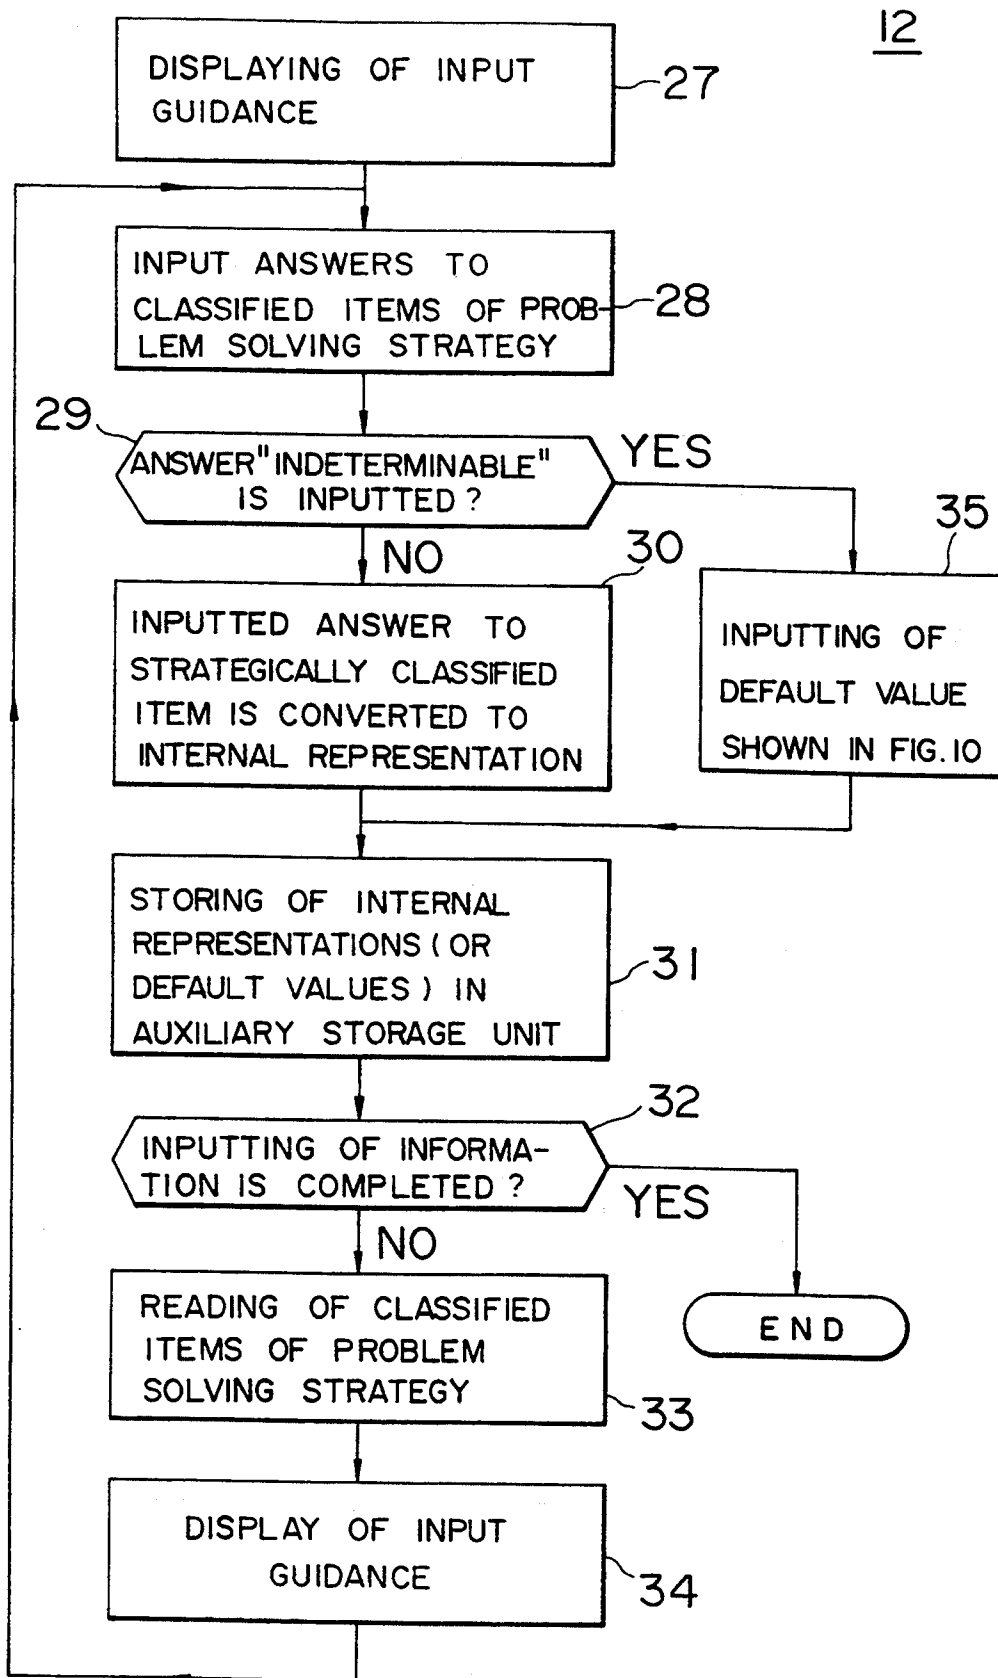 12
DISPLAYING OF INPUT
GUIDANCE
27
INPUT ANSWERS TO
CLASSIFIED ITEMS OF PROB-
LEM SOLVING STRATEGY
28
29
ANSWER "INDETERMINABLE"
IS INPUTTED?
YES
NO
30
35
INPUTTED ANSWER TO
STRATEGICALLY CLASSIFIED
ITEM IS CONVERTED TO
INTERNAL REPRESENTATION
INPUTTING OF
DEFAULT VALUE
SHOWN IN FIG.10
STORING OF INTERNAL
REPRESENTATIONS (OR
DEFAULT VALUES) IN
AUXILIARY STORAGE UNIT
31
32
INPUTTING OF INFORMA-
TION IS COMPLETED?
YES
NO
READING OF CLASSIFIED
ITEMS OF PROBLEM
SOLVING STRATEGY
33
END
DISPLAY OF INPUT
GUIDANCE
34